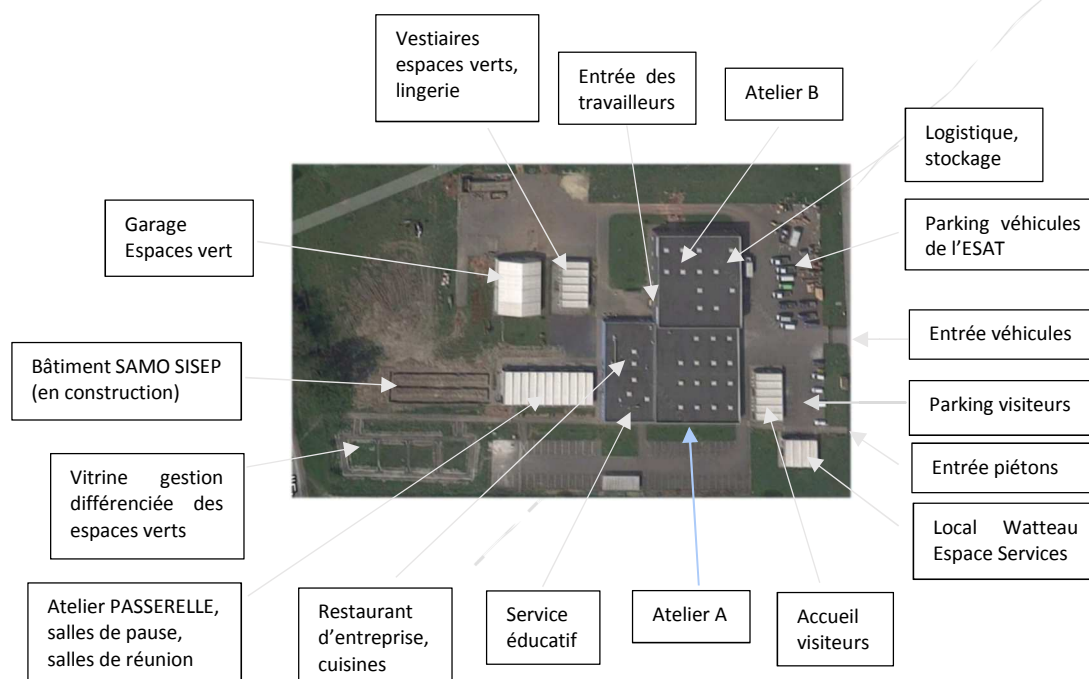 Vestiaires
espaces verts,
lingerie
Entrée des
travailleurs
Atelier B
Logistique,
stockage
Garage
Espaces vert
Parking véhicules
de l’ESAT
Entrée véhicules
Bâtiment SAMO SISEP
(en construction)
Parking visiteurs
Vitrine gestion
différenciée des
espaces verts
Entrée piétons
Local Watteau
Espace Services
Atelier PASSERELLE,
salles de pause,
salles de réunion
Restaurant
d’entreprise,
cuisines
Service
éducatif
Atelier A
Accueil
visiteurs